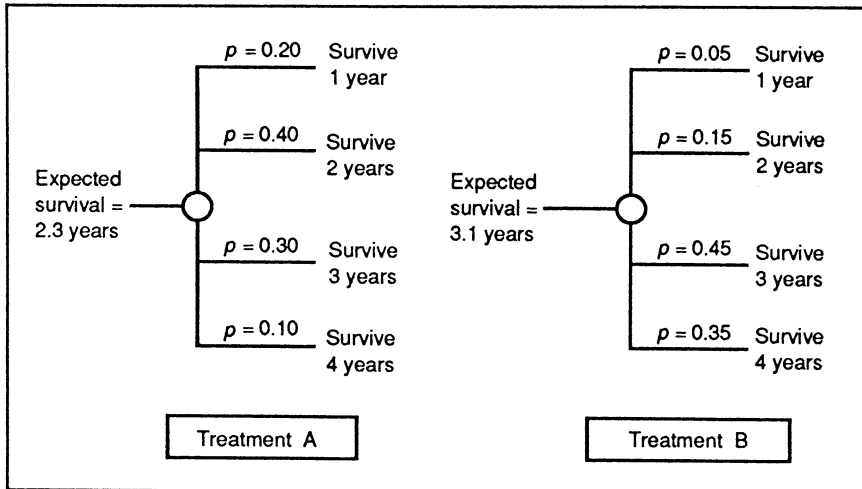 p = 0.20
Survive
1 year
p = 0.40
Survive
2 years
Expected
survival =
2.3 years
p = 0.30
Survive
3 years
p = 0.10
Survive
4 years
Treatment A
p = 0.05
Survive
1 year
p = 0.15
Survive
2 years
Expected
survival =
3.1 years
p = 0.45
Survive
3 years
p = 0.35
Survive
4 years
Treatment B